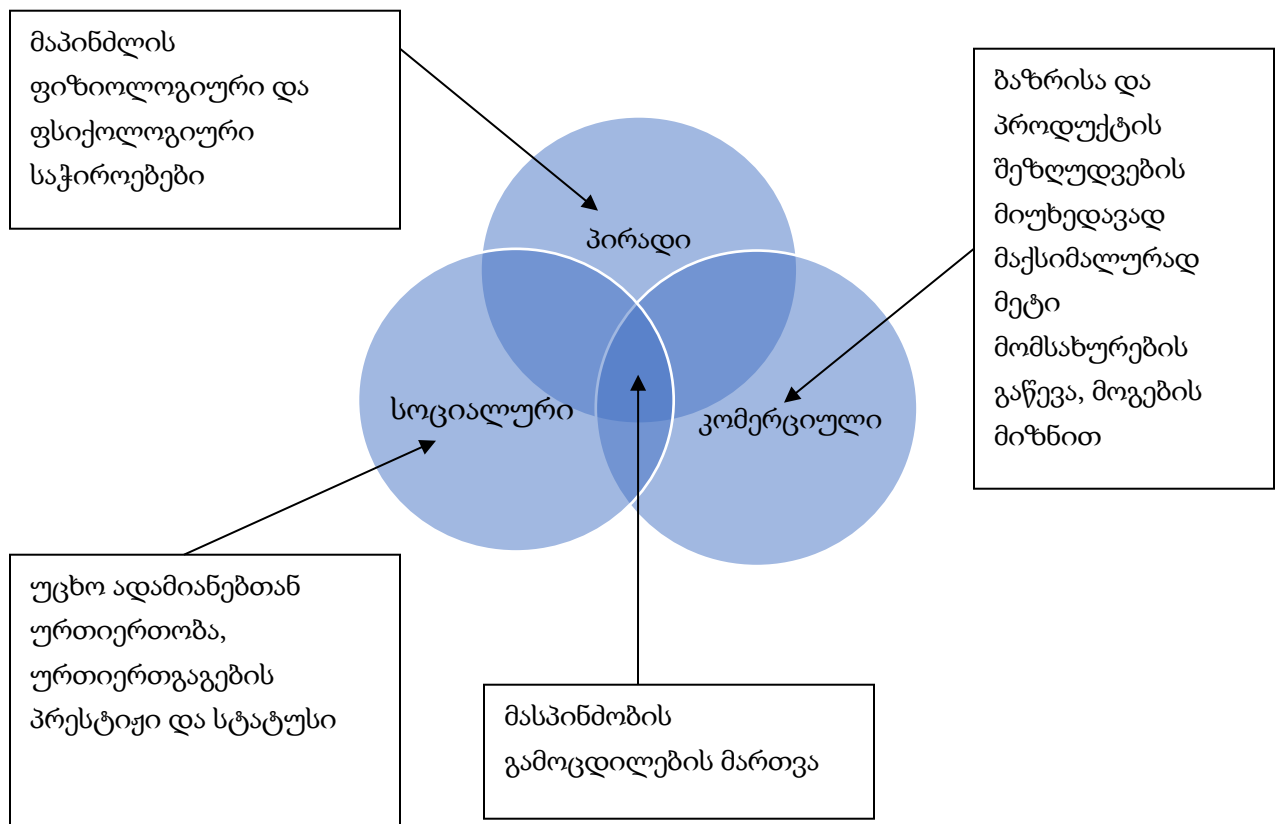 მაპინძლის
ფიზიოლოგიური და
ფსიქოლოგიური
საჭიროებები
პირადი
ბაზრისა და
პროდუქტის
შეზღუდვების
მიუხედავად
მაქსიმალურად
მეტი
მომსახურების
გაწევა, მოგების
მიზნით
სოციალური
კომერციული
უცხო ადამიანებთან
ურთიერთობა,
ურთიერთგაგების
პრესტიჟი და სტატუსი
მასპინძობის
გამოცდილების მართვა